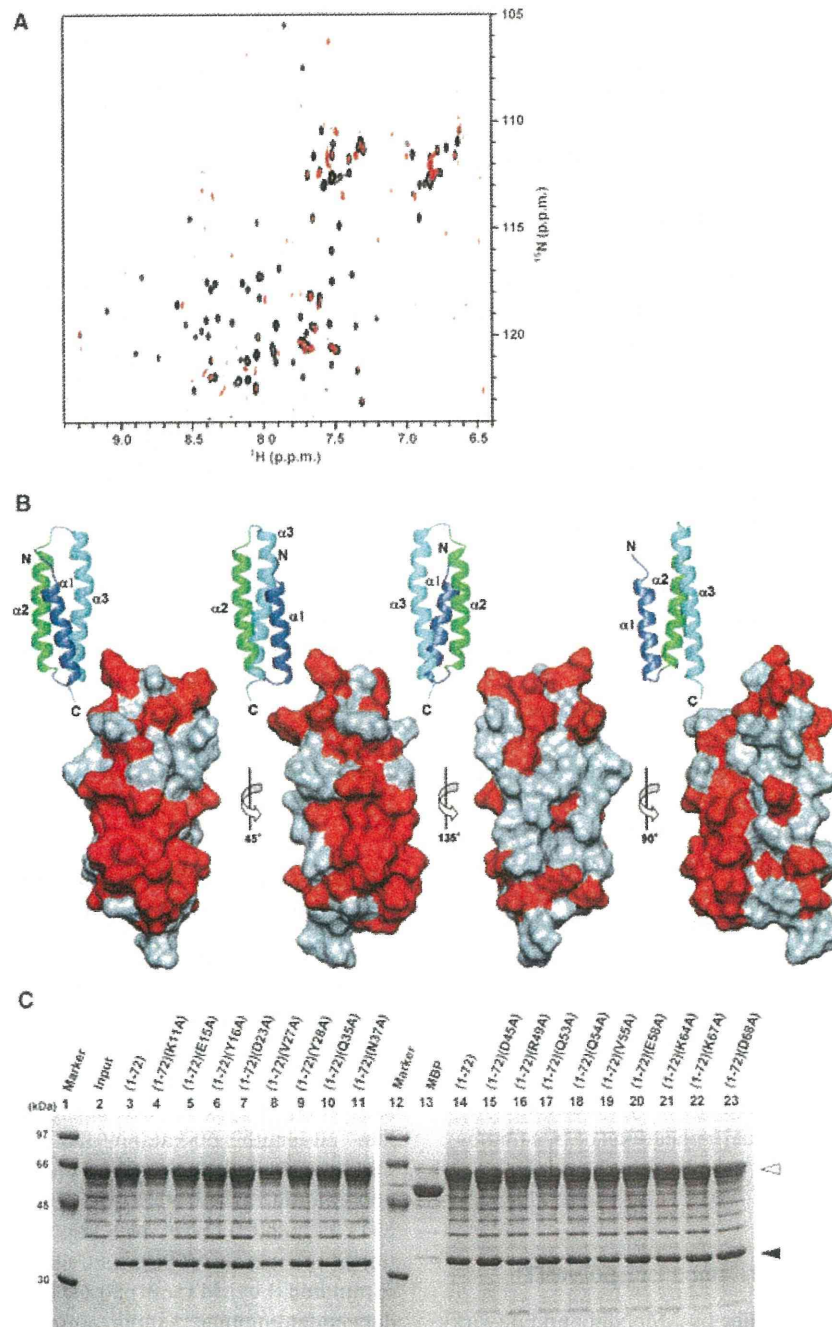 A
105
110
115
120
¹⁵N (p.p.m.)
9.0 8.5 8.0 7.5 7.0 6.5
¹H (p.p.m.)
B
N α1 α2 α3 C
α3 N α2 α1 C
α1 α3 α2 C
N α2 α1 α3 C
45° 135° 90°
C
Marker Input (1-72) (1-72)(K11A) (1-72)(E15A) (1-72)(Y16A) (1-72)(Q23A) (1-72)(V27A) (1-72)(Y28A) (1-72)(Q35A) (1-72)(N37A) Marker MBP (1-72) (1-72)(D45A) (1-72)(R49A) (1-72)(Q53A) (1-72)(Q54A) (1-72)(V55A) (1-72)(E58A) (1-72)(K64A) (1-72)(K67A) (1-72)(D68A)
(kDa) 1 2 3 4 5 6 7 8 9 10 11 12 13 14 15 16 17 18 19 20 21 22 23
97
66
45
30